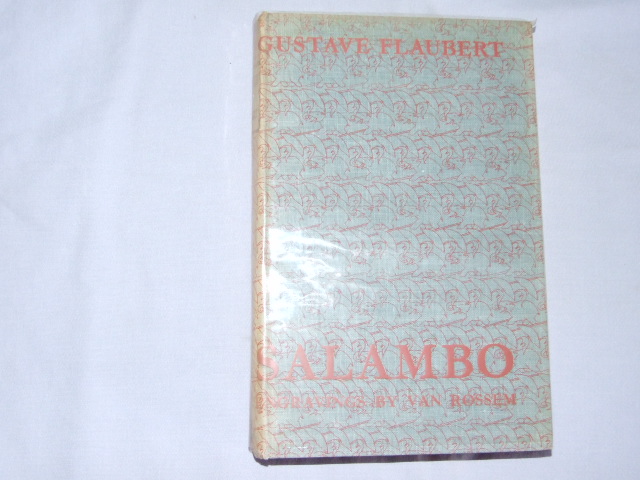 GUSTAVE FLAUBERT
SALAMBO
ENGRAVINGS BY VAN ROSSEM